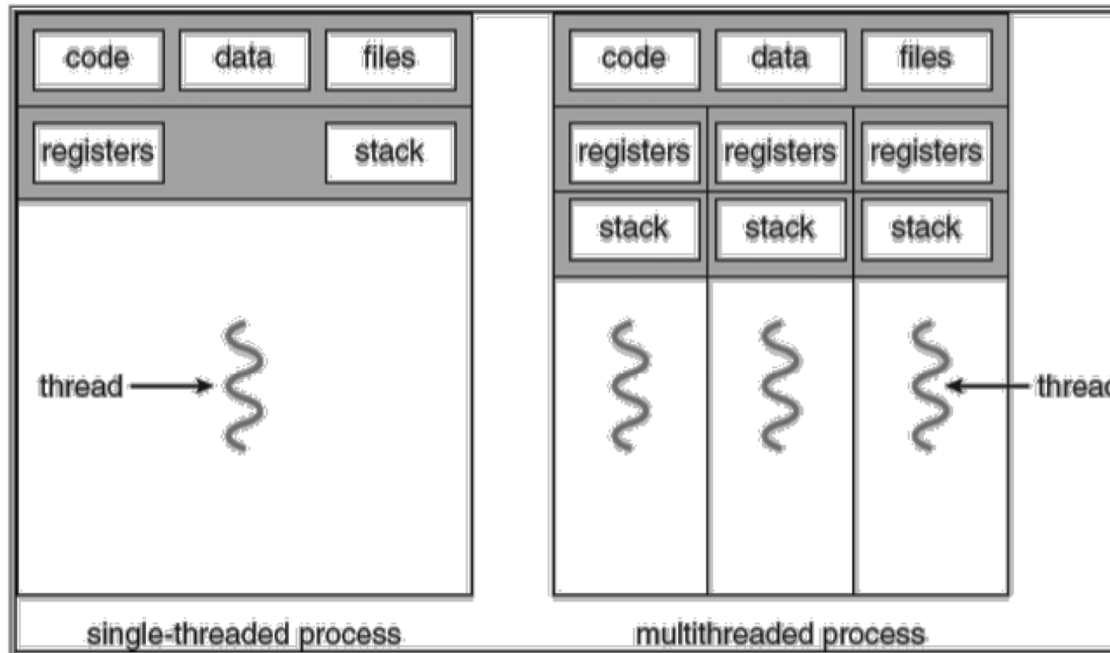 code data files
registers stack
thread
single-threaded process
code data files
registers registers registers
stack stack stack
thread
multithreaded process